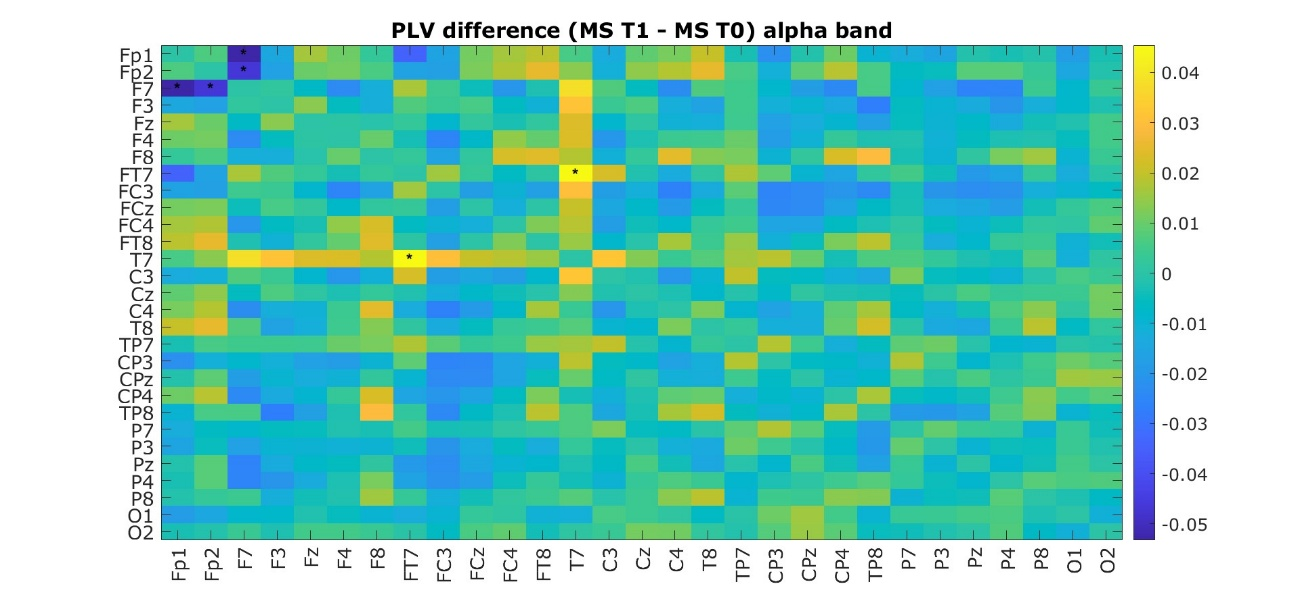 PLV difference (MS T1 - MS T0) alpha band
Fp1
Fp2
F7
F3
Fz
F4
F8
FT7
FC3
FCz
FC4
FT8
T7
C3
Cz
C4
T8
TP7
CP3
CPz
CP4
TP8
P7
P3
Pz
P4
P8
O1
O2
* 
*
* *
*
*
Fp1 Fp2 F7 F3 Fz F4 F8 FT7 FC3 FCz FC4 FT8 T7 C3 Cz C4 T8 TP7 CP3 CPz CP4 TP8 P7 P3 Pz P4 P8 O1 O2
0.04
0.03
0.02
0.01
0
-0.01
-0.02
-0.03
-0.04
-0.05